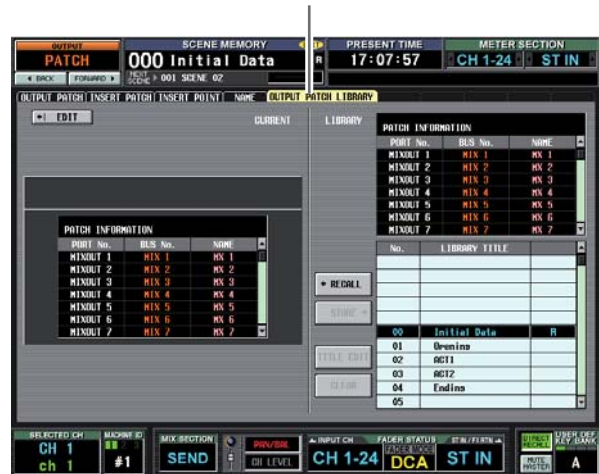 OUTPUT
PATCH
BACK
FORWARD
SCENE MEMORY
000 Initial Data
R
NEXT SCENE 001 SCENE 02
PRESENT TIME
17:07:57
METER SECTION
CH 1-24
ST IN
OUTPUT PATCH
INSERT PATCH
INSERT POINT
NAME
OUTPUT PATCH LIBRARY
EDIT
CURRENT
LIBRARY
PATCH INFORMATION
PORT No. BUS No. NAME
MIXOUT 1 MIX 1 MX 1
MIXOUT 2 MIX 2 MX 2
MIXOUT 3 MIX 3 MX 3
MIXOUT 4 MIX 4 MX 4
MIXOUT 5 MIX 5 MX 5
MIXOUT 6 MIX 6 MX 6
MIXOUT 7 MIX 7 MX 7
PATCH INFORMATION
PORT No. BUS No. NAME
MIXOUT 1 MIX 1 MX 1
MIXOUT 2 MIX 2 MX 2
MIXOUT 3 MIX 3 MX 3
MIXOUT 4 MIX 4 MX 4
MIXOUT 5 MIX 5 MX 5
MIXOUT 6 MIX 6 MX 6
MIXOUT 7 MIX 7 MX 7
RECALL
STORE
TITLE EDIT
CLEAR
No. LIBRARY TITLE
00 Initial Data R
01 Opening
02 ACT1
03 ACT2
04 Ending
05
SELECTED CH
CH 1
ch 1
MACHINE ID
#1
MIX SECTION
SEND
PAN/BAL
CH LEVEL
INPUT CH
CH 1-24
FADER STATUS
FADER MODE
DCA
ST IN/FX RTN
ST IN
DIRECT RECALL
MUTE MASTER
USER DEF KEY BANK
A